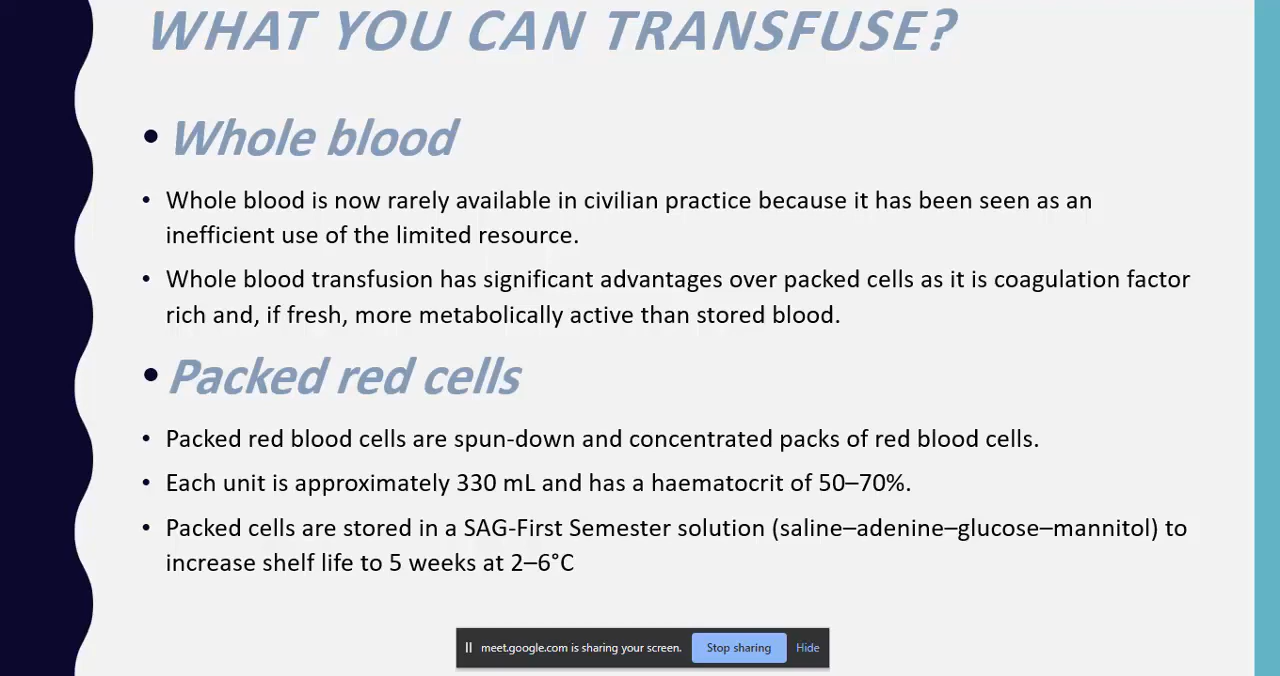 WHAT YOU CAN TRANSFUSE?
• Whole blood
• Whole blood is now rarely available in civilian practice because it has been seen as an
inefficient use of the limited resource.
• Whole blood transfusion has significant advantages over packed cells as it is coagulation factor
rich and, if fresh, more metabolically active than stored blood.
• Packed red cells
• Packed red blood cells are spun-down and concentrated packs of red blood cells.
• Each unit is approximately 330 mL and has a haematocrit of 50–70%.
• Packed cells are stored in a SAG-First Semester solution (saline–adenine–glucose–mannitol) to
increase shelf life to 5 weeks at 2–6°C
meet.google.com is sharing your screen. Stop sharing Hide